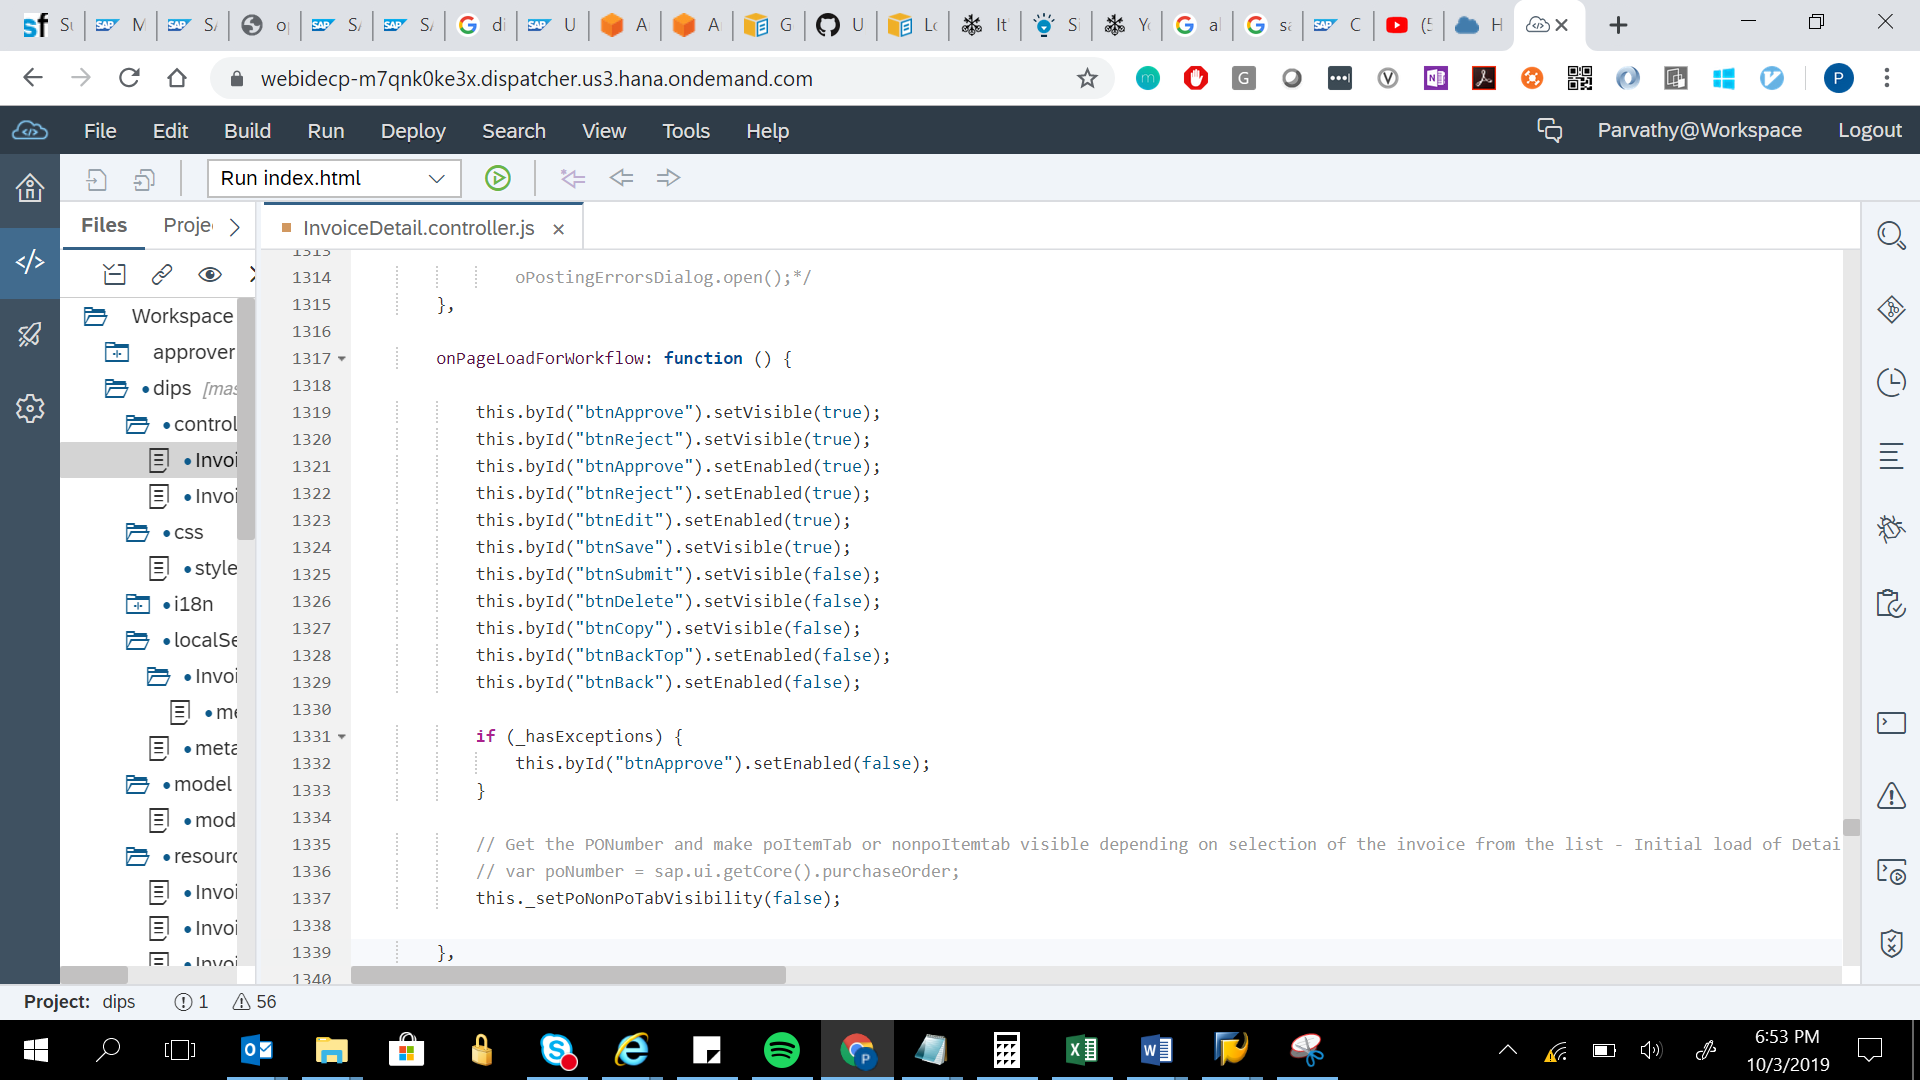 webidecp-m7qnk0ke3x.dispatcher.us3.hana.ondemand.com
File Edit Build Run Deploy Search View Tools Help
Parvathy@Workspace Logout
Run index.html
Files
InvoiceDetail.controller.js ×
Workspace
approver
dips
css
i18n
model
1314 oPostingErrorsDialog.open();*/
1315 },
1316
1317 onPageLoadForWorkflow: function () {
1318
1319 this.byId("btnApprove").setVisible(true);
1320 this.byId("btnReject").setVisible(true);
1321 this.byId("btnApprove").setEnabled(true);
1322 this.byId("btnReject").setEnabled(true);
1323 this.byId("btnEdit").setEnabled(true);
1324 this.byId("btnSave").setVisible(true);
1325 this.byId("btnSubmit").setVisible(false);
1326 this.byId("btnDelete").setVisible(false);
1327 this.byId("btnCopy").setVisible(false);
1328 this.byId("btnBackTop").setEnabled(false);
1329 this.byId("btnBack").setEnabled(false);
1330
1331 if (_hasExceptions) {
1332 this.byId("btnApprove").setEnabled(false);
1333 }
1334
1335 // Get the PONumber and make poItemTab or nonpoItemtab visible depending on selection of the invoice from the list - Initial load of Detai
1336 // var poNumber = sap.ui.getCore().purchaseOrder;
1337 this._setPoNonPoTabVisibility(false);
1338
1339 },
1340
Project: dips 1 56
6:53 PM
10/3/2019